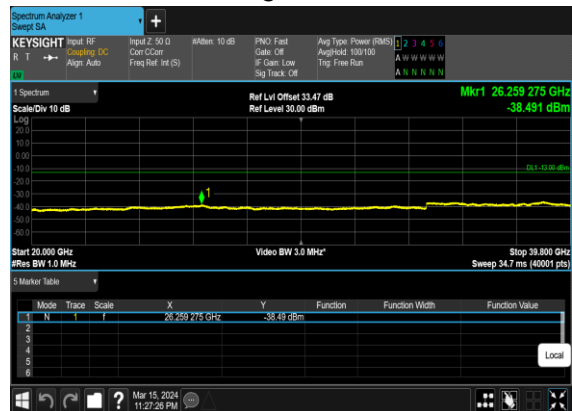 Spectrum Analyzer 1
Swept SA
+
KEYSIGHT Input: RF Input Z: 50 Ω #Atten: 10 dB PNO: Fast Avg Type: Power (RMS) 1 2 3 4 5 6
R T Coupling: DC Corr CCorr Gate: Off Avg|Hold: 100/100 A W W W W W
Align: Auto Freq Ref: Int (S) IF Gain: Low Trig: Free Run
LXI Sig Track: Off A N N N N N
1 Spectrum Ref Lvl Offset 33.47 dB Mkr1 26.259 275 GHz
Scale/Div 10 dB Ref Level 30.00 dBm -38.491 dBm
Log
20.0
10.0
0.00
-10.0 DL1 -13.00 dBm
-20.0
-30.0 1
-40.0
-50.0
-60.0
Start 20.000 GHz Video BW 3.0 MHz* Stop 39.800 GHz
#Res BW 1.0 MHz Sweep 34.7 ms (40001 pts)
5 Marker Table
Mode Trace Scale X Y Function Function Width Function Value
1 N 1 f 26.259 275 GHz -38.49 dBm
2
3
4
5
6
Local
? Mar 15, 2024
11:27:26 PM